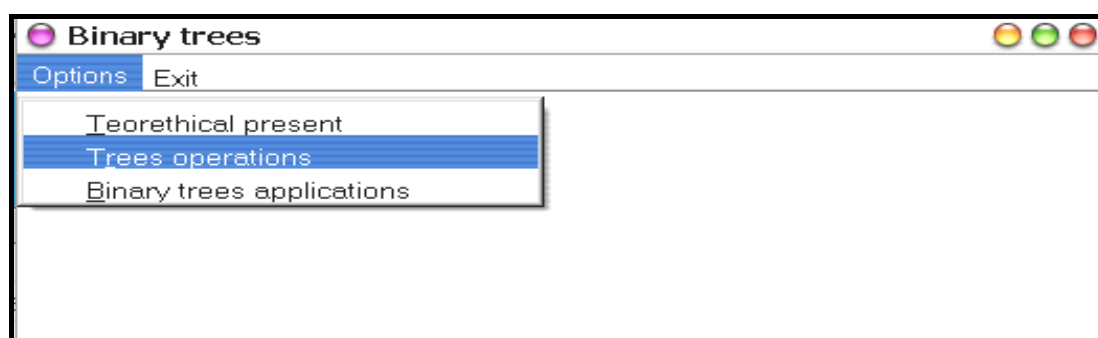 Binary trees
Options Exit
Teorethical present
Trees operations
Binary trees applications